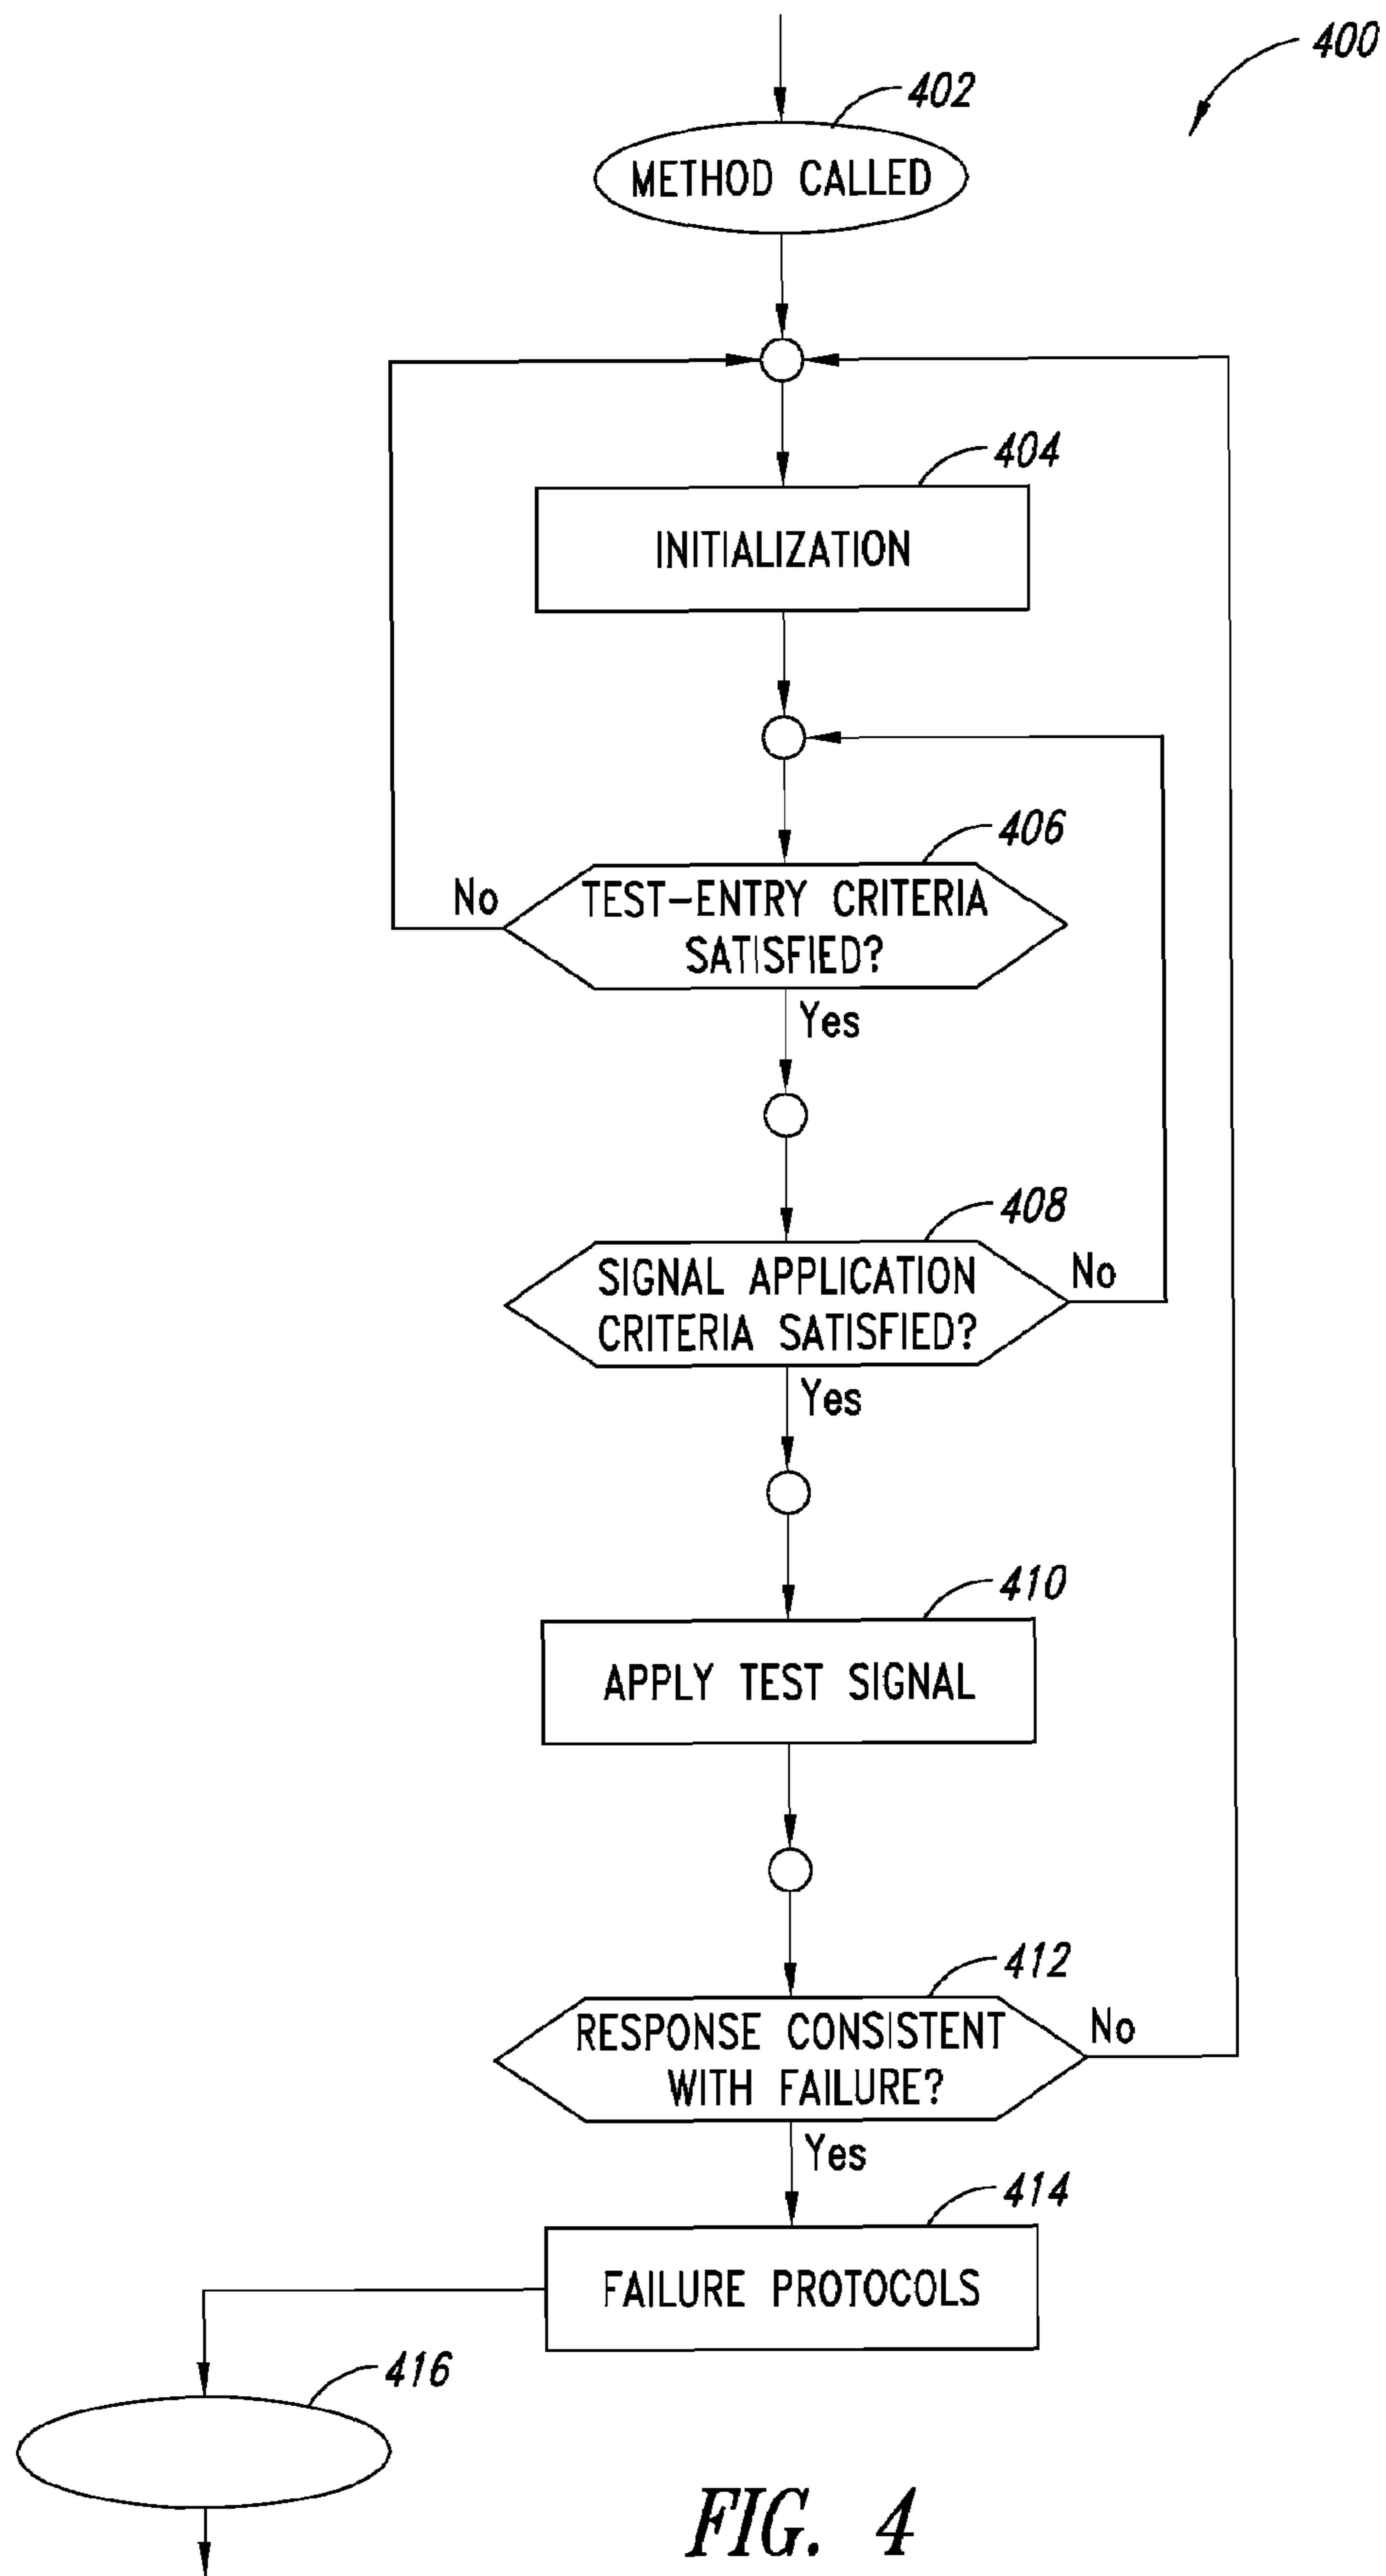 400
402
METHOD CALLED
404
INITIALIZATION
406
No
TEST-ENTRY CRITERIA
SATISFIED?
Yes
408
SIGNAL APPLICATION
CRITERIA SATISFIED?
No
Yes
410
APPLY TEST SIGNAL
412
RESPONSE CONSISTENT
WITH FAILURE?
No
Yes
414
FAILURE PROTOCOLS
416
FIG. 4